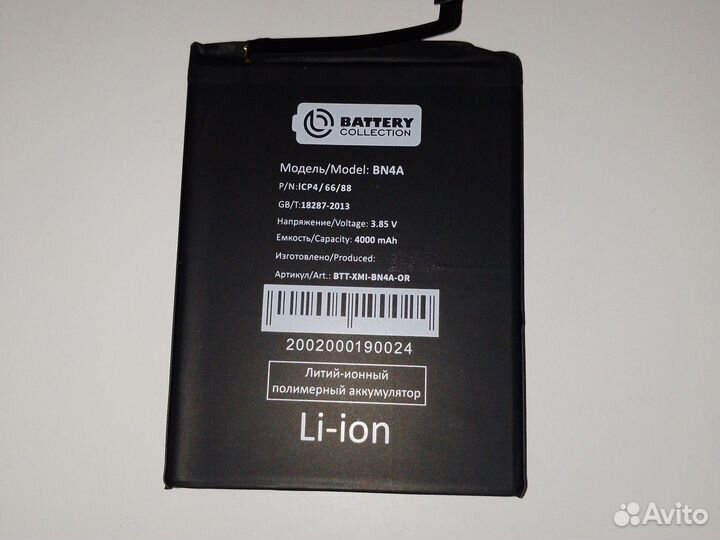 BATTERY
COLLECTION
Модель/Model: BN4A
P/N:ICP4/66/88
GB/T:18287-2013
Напряжение/Voltage: 3.85 V
Емкость/Capacity: 4000 mAh
Изготовлено/Produced:
Артикул/Art.: BTT-XMI-BN4A-OR
2002000190024
Литий-ионный
полимерный аккумулятор
Li-ion
Avito